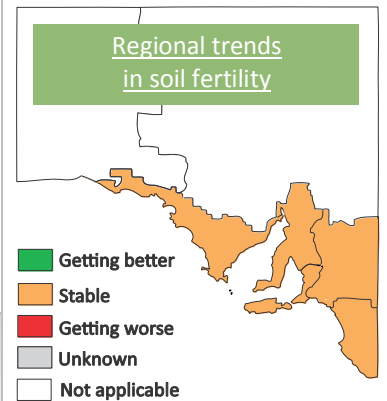 Regional trends
in soil fertility
Getting better
Stable
Getting worse
Unknown
Not applicable